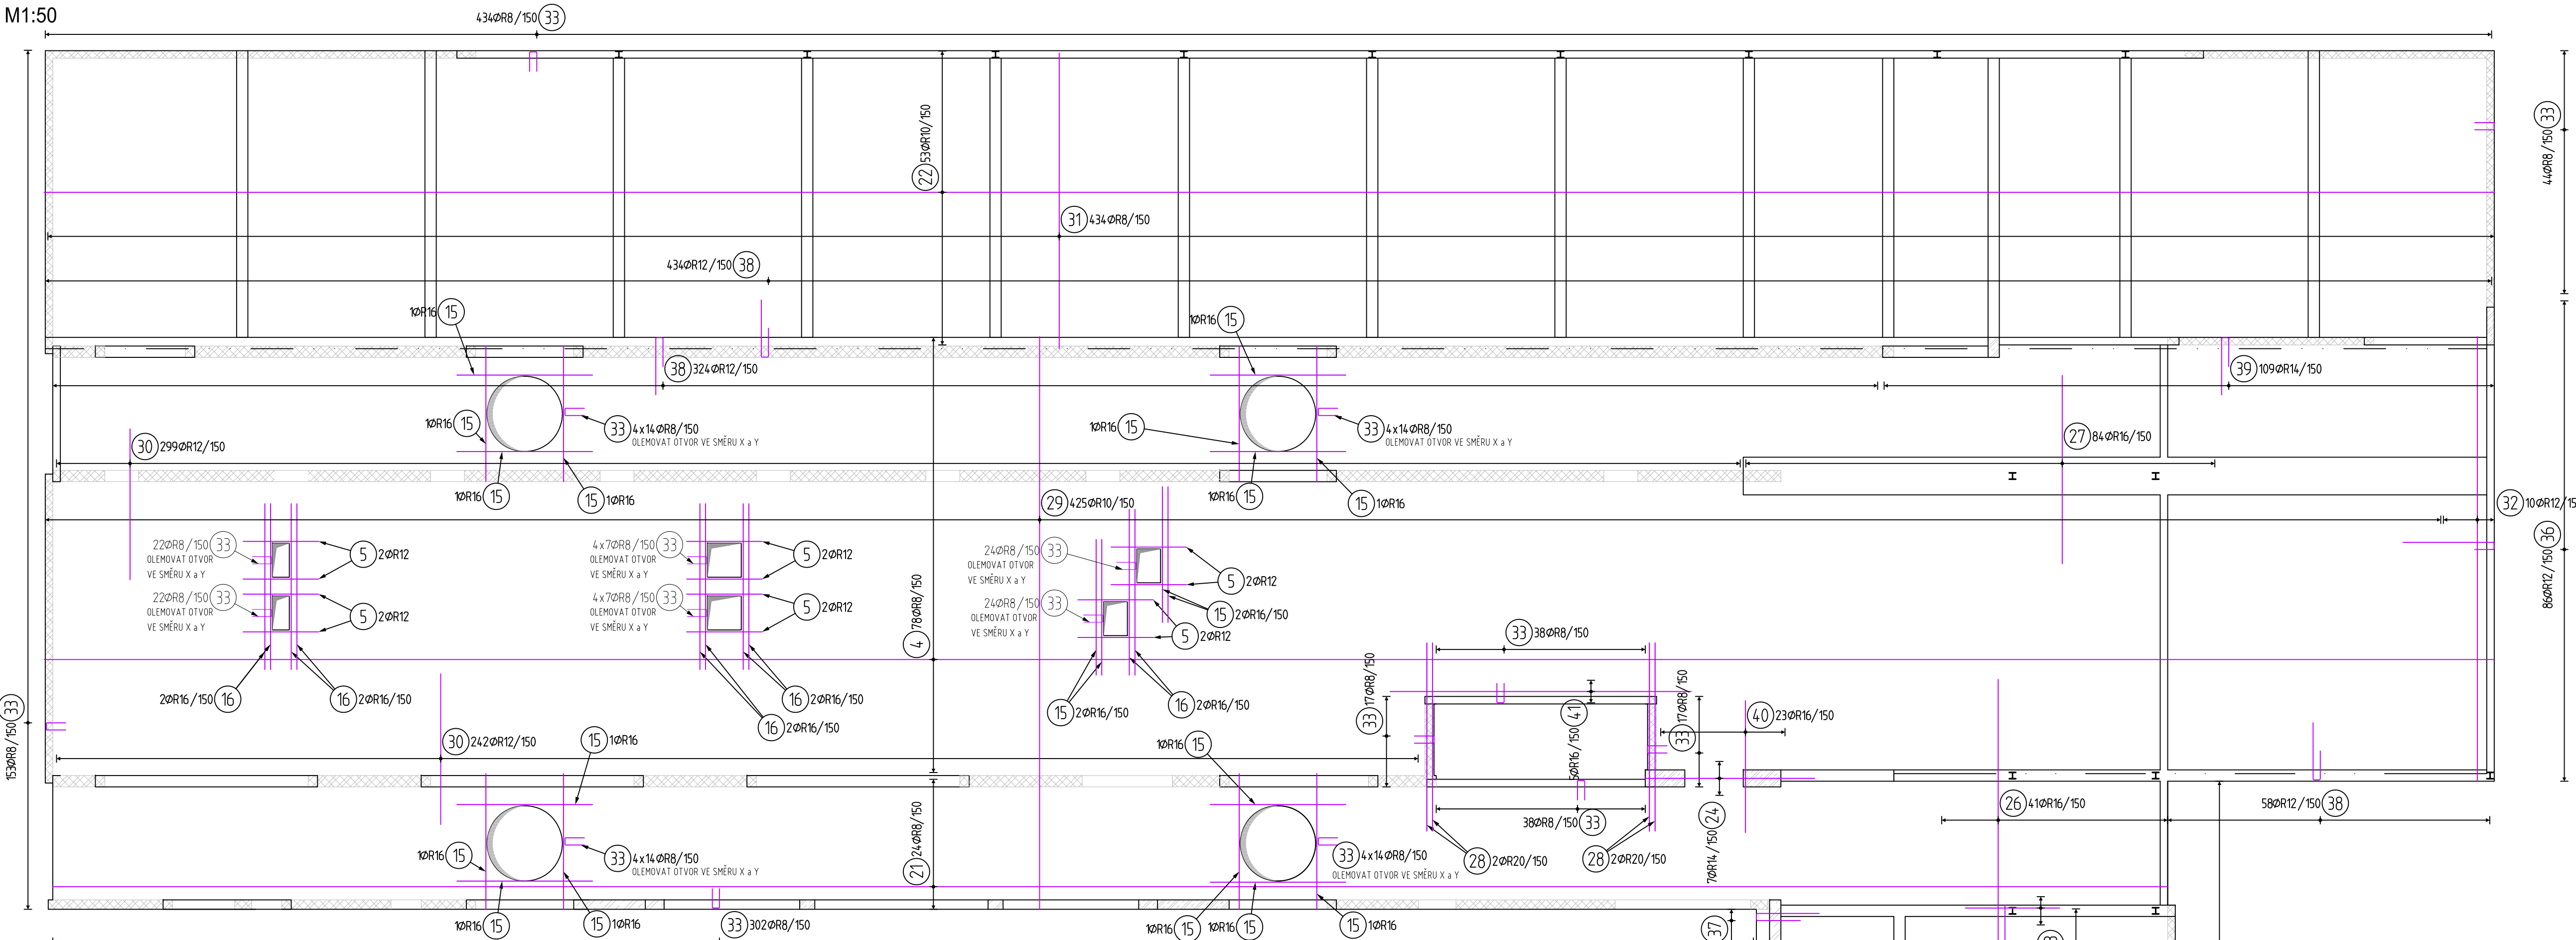 M1:50
434ØR8/150 33
22 53ØR10/150
44ØR8/150 33
31 434ØR8/150
434ØR12/150 38
1ØR16 15
1ØR16 15
38 324ØR12/150
39 109ØR14/150
1ØR16 15
33 4x14ØR8/150
OLEMOVAT OTVOR VE SMĚRU X a Y
1ØR16 15
33 4x14ØR8/150
OLEMOVAT OTVOR VE SMĚRU X a Y
30 299ØR12/150
27 84ØR16/150
1ØR16 15
15 1ØR16
1ØR16 15
15 1ØR16
29 425ØR10/150
32 10ØR12/15
86ØR12/150 36
22ØR8/150 33
OLEMOVAT OTVOR
VE SMĚRU X a Y
5 2ØR12
4x7ØR8/150 33
OLEMOVAT OTVOR
VE SMĚRU X a Y
5 2ØR12
24ØR8/150 33
OLEMOVAT OTVOR
VE SMĚRU X a Y
5 2ØR12
22ØR8/150 33
OLEMOVAT OTVOR
VE SMĚRU X a Y
5 2ØR12
4x7ØR8/150 33
OLEMOVAT OTVOR
VE SMĚRU X a Y
5 2ØR12
24ØR8/150 33
OLEMOVAT OTVOR
VE SMĚRU X a Y
15 2ØR16/150
5 2ØR12
4 78ØR8/150
33 38ØR8/150
2ØR16/150 16
16 2ØR16/150
16 2ØR16/150
16 2ØR16/150
15 2ØR16/150
16 2ØR16/150
33 17ØR8/150
5ØR16/150 41
33 17ØR8/150
40 23ØR16/150
153ØR8/150 33
30 242ØR12/150
15 1ØR16
1ØR16 15
38ØR8/150 33
7ØR14/150 24
26 41ØR16/150
58ØR12/150 38
1ØR16 15
33 4x14ØR8/150
OLEMOVAT OTVOR VE SMĚRU X a Y
21 24ØR8/150
33 4x14ØR8/150
OLEMOVAT OTVOR VE SMĚRU X a Y
28 2ØR20/150
28 2ØR20/150
1ØR16 15
15 1ØR16
33 302ØR8/150
1ØR16 15
1ØR16 15
15 1ØR16
37